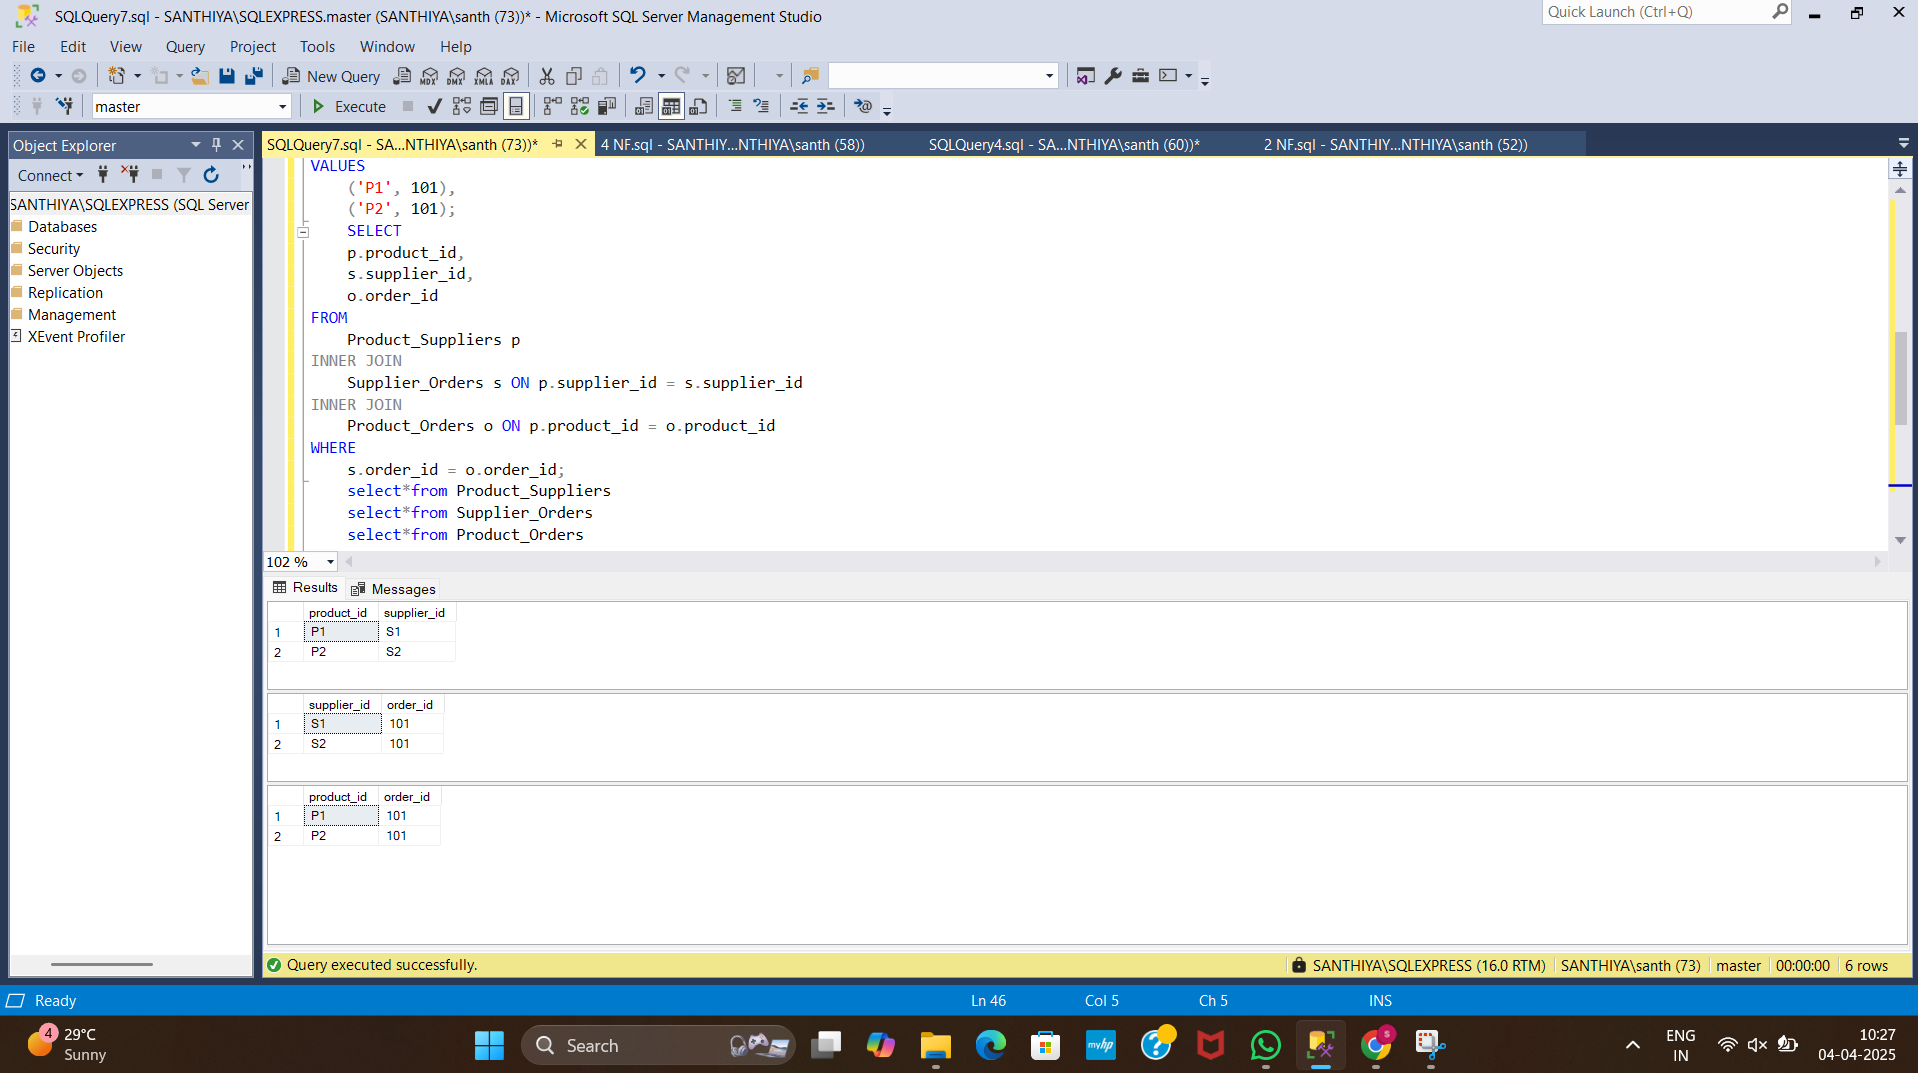 SQLQuery7.sql - SANTHIYA\SQLEXPRESS.master (SANTHIYA\santh (73))* - Microsoft SQL Server Management Studio
Quick Launch (Ctrl+Q)
File Edit View Query Project Tools Window Help
New Query MDX DMX XMLA DAX
master Execute
Object Explorer
Connect
SANTHIYA\SQLEXPRESS (SQL Server
Databases
Security
Server Objects
Replication
Management
XEvent Profiler
SQLQuery7.sql - SA...NTHIYA\santh (73))* 4 NF.sql - SANTHIY...NTHIYA\santh (58)) SQLQuery4.sql - SA...NTHIYA\santh (60))* 2 NF.sql - SANTHIY...NTHIYA\santh (52))
VALUES
('P1', 101),
('P2', 101);
SELECT
p.product_id,
s.supplier_id,
o.order_id
FROM
Product_Suppliers p
INNER JOIN
Supplier_Orders s ON p.supplier_id = s.supplier_id
INNER JOIN
Product_Orders o ON p.product_id = o.product_id
WHERE
s.order_id = o.order_id;
select*from Product_Suppliers
select*from Supplier_Orders
select*from Product_Orders
102 %
Results Messages
product_id supplier_id
1 P1 S1
2 P2 S2
supplier_id order_id
1 S1 101
2 S2 101
product_id order_id
1 P1 101
2 P2 101
Query executed successfully. SANTHIYA\SQLEXPRESS (16.0 RTM) SANTHIYA\santh (73) master 00:00:00 6 rows
Ready Ln 46 Col 5 Ch 5 INS
4 29°C
Sunny
Search
myhp
S
ENG
IN
10:27
04-04-2025